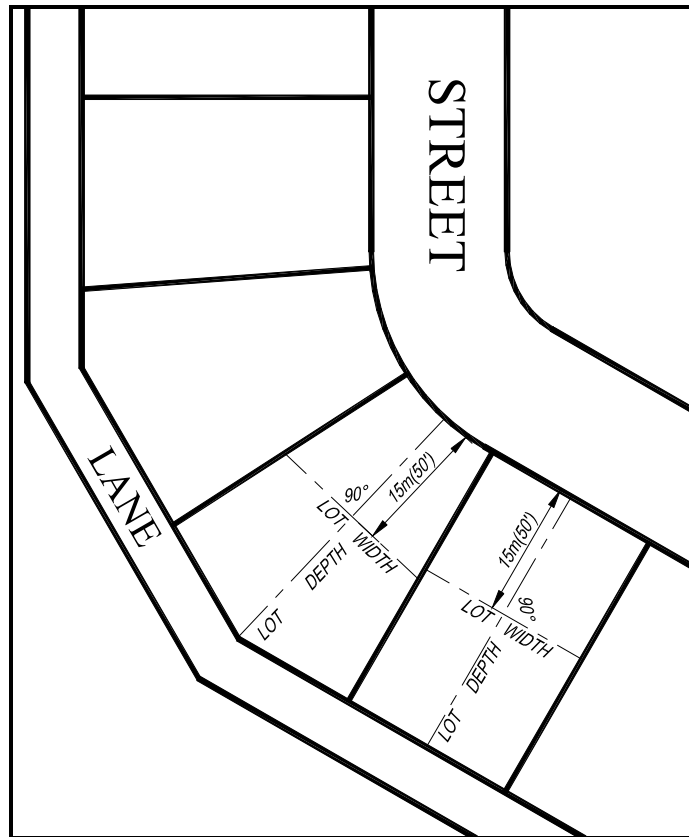 STREET
LANE
90°
15m(50')
LOT WIDTH
LOT DEPTH
15m(50')
90°
LOT WIDTH
LOT DEPTH